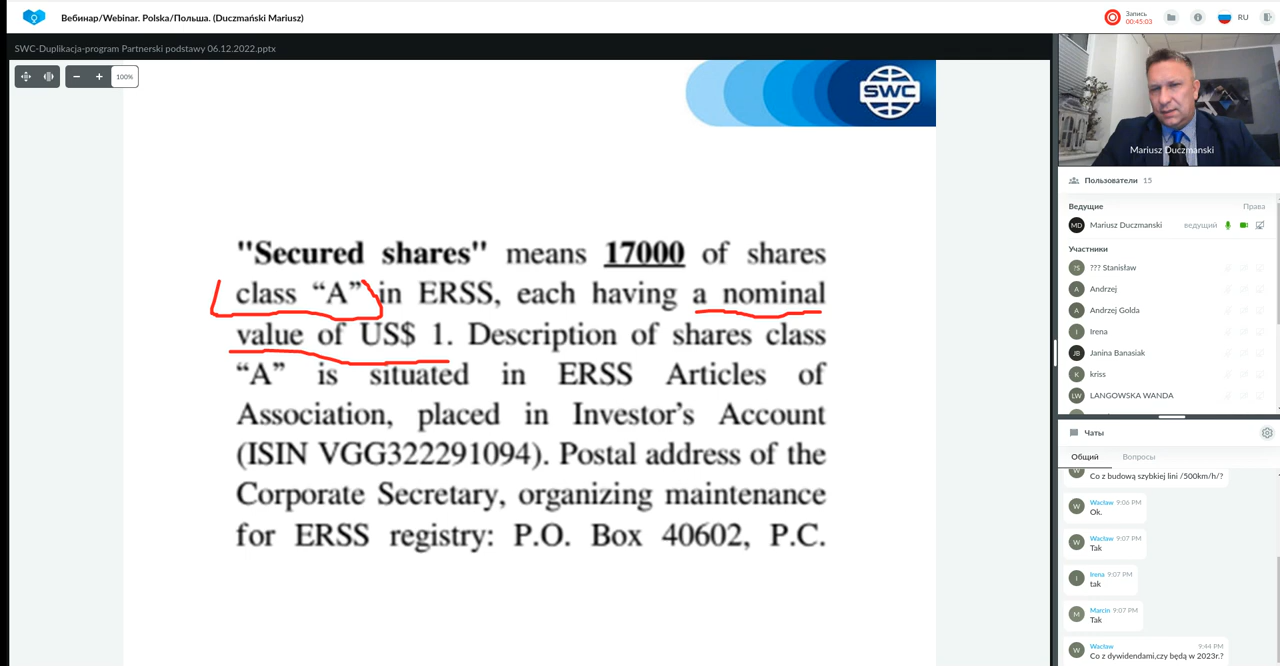 Вебинар/Webinar. Polska/Польша. (Duczmański Mariusz)
Запись
00:45:03
RU
SWC-Duplikacja-program Partnerski podstawy 06.12.2022.pptx
100%
SWC
"Secured shares" means 17000 of shares
class “A” in ERSS, each having a nominal
value of US$ 1. Description of shares class
“A” is situated in ERSS Articles of
Association, placed in Investor’s Account
(ISIN VGG322291094). Postal address of the
Corporate Secretary, organizing maintenance
for ERSS registry: P.O. Box 40602, P.C.
Mariusz Duczmanski
Пользователи 15
Ведущие Права
MD Mariusz Duczmanski ведущий
Участники
?S ??? Stanisław
A Andrzej
A Andrzej Golda
I Irena
JB Janina Banasiak
K kriss
LW LANGOWSKA WANDA
Чаты
Общий Вопросы
W Co z budową szybkiej lini /500km/h/?
W Wacław 9:06 PM
Ok.
W Wacław 9:07 PM
Tak
I Irena 9:07 PM
tak
M Marcin 9:07 PM
Tak
W Wacław 9:44 PM
Co z dywidendami,czy będą w 2023r.?